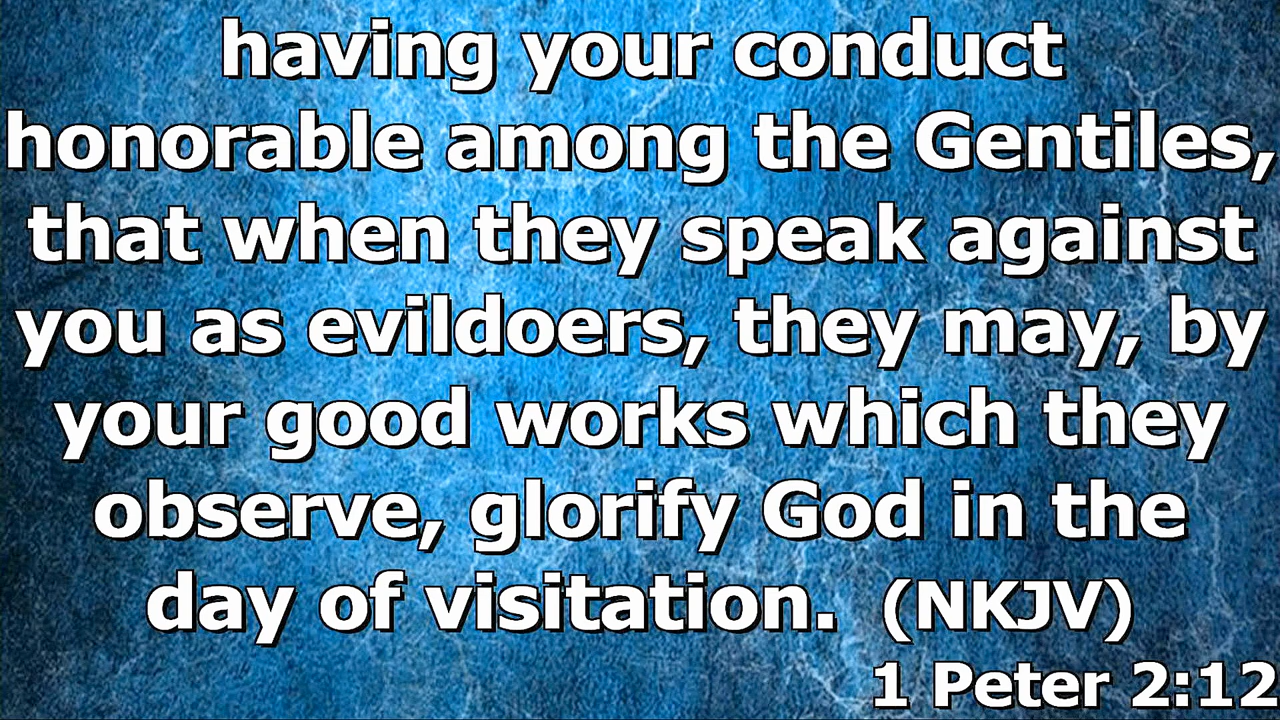 having your conduct
honorable among the Gentiles,
that when they speak against
you as evildoers, they may, by
your good works which they
observe, glorify God in the
day of visitation. (NKJV)
1 Peter 2:12